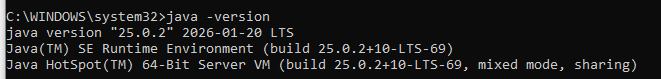 C:\WINDOWS\system32>java -version
java version "25.0.2" 2026-01-20 LTS
Java(TM) SE Runtime Environment (build 25.0.2+10-LTS-69)
Java HotSpot(TM) 64-Bit Server VM (build 25.0.2+10-LTS-69, mixed mode, sharing)